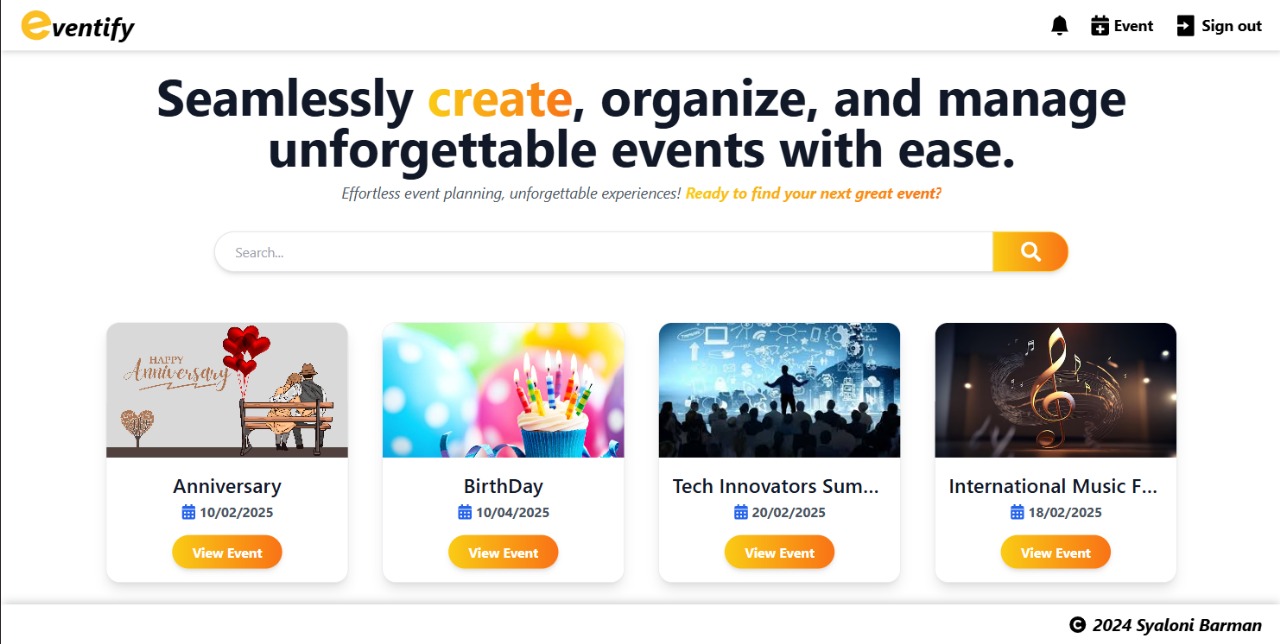 eventify
Event
Sign out
Seamlessly create, organize, and manage
unforgettable events with ease.
Effortless event planning, unforgettable experiences! Ready to find your next great event?
Search...
HAPPY
Anniversary
Anniversary
10/02/2025
View Event
BirthDay
10/04/2025
View Event
Tech Innovators Sum...
20/02/2025
View Event
International Music F...
18/02/2025
View Event
© 2024 Syaloni Barman